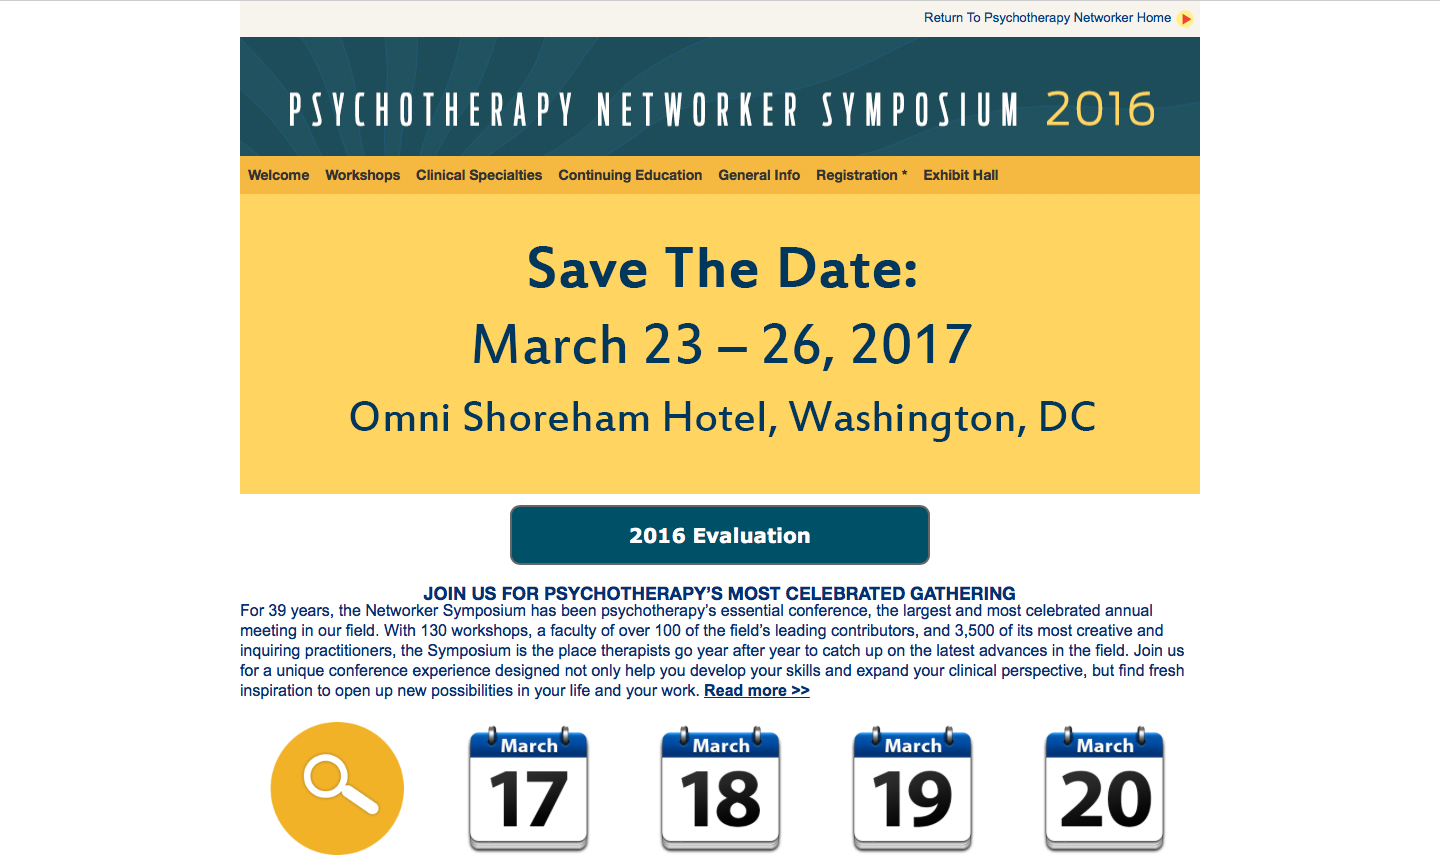 Return To Psychotherapy Networker Home
PSYCHOTHERAPY NETWORKER SYMPOSIUM 2016
Welcome Workshops Clinical Specialties Continuing Education General Info Registration * Exhibit Hall
Save The Date:
March 23 – 26, 2017
Omni Shoreham Hotel, Washington, DC
2016 Evaluation
JOIN US FOR PSYCHOTHERAPY’S MOST CELEBRATED GATHERING
For 39 years, the Networker Symposium has been psychotherapy’s essential conference, the largest and most celebrated annual
meeting in our field. With 130 workshops, a faculty of over 100 of the field’s leading contributors, and 3,500 of its most creative and
inquiring practitioners, the Symposium is the place therapists go year after year to catch up on the latest advances in the field. Join us
for a unique conference experience designed not only help you develop your skills and expand your clinical perspective, but find fresh
inspiration to open up new possibilities in your life and your work. Read more >>
March March March March
17 18 19 20